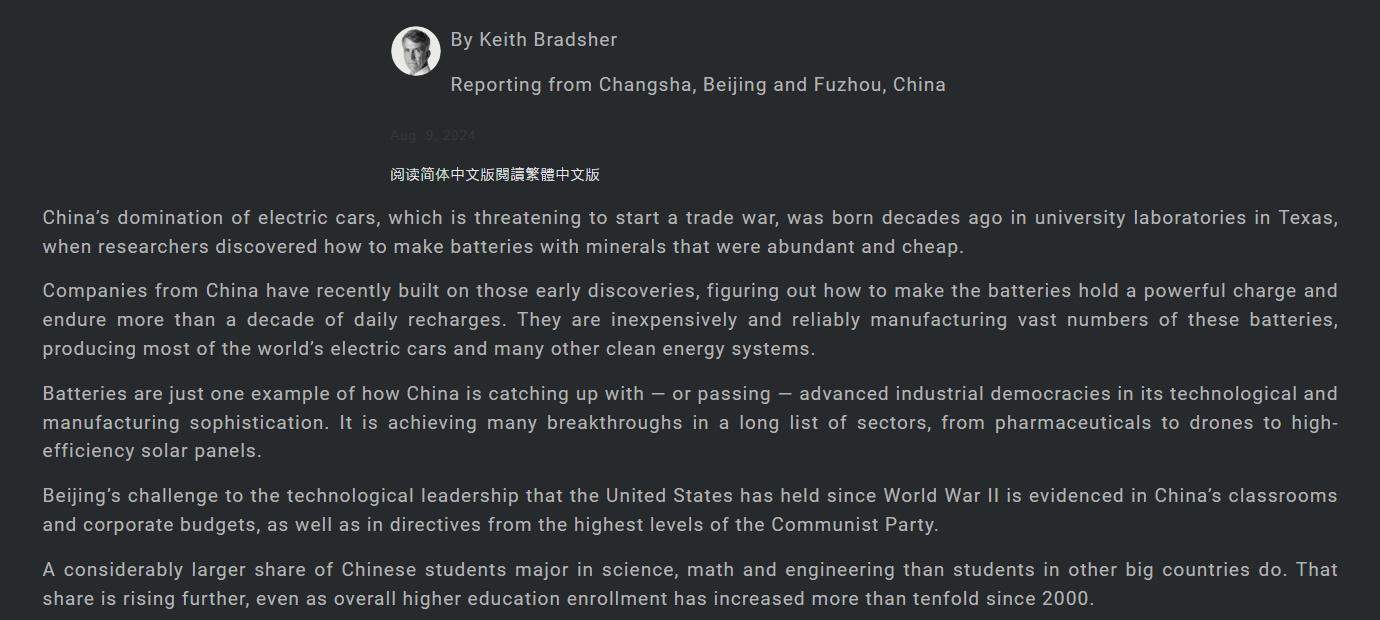 By Keith Bradsher
Reporting from Changsha, Beijing and Fuzhou, China
Aug. 9, 2024
阅读简体中文版閱讀繁體中文版
China’s domination of electric cars, which is threatening to start a trade war, was born decades ago in university laboratories in Texas,
when researchers discovered how to make batteries with minerals that were abundant and cheap.
Companies from China have recently built on those early discoveries, figuring out how to make the batteries hold a powerful charge and
endure more than a decade of daily recharges. They are inexpensively and reliably manufacturing vast numbers of these batteries,
producing most of the world’s electric cars and many other clean energy systems.
Batteries are just one example of how China is catching up with — or passing — advanced industrial democracies in its technological and
manufacturing sophistication. It is achieving many breakthroughs in a long list of sectors, from pharmaceuticals to drones to high-
efficiency solar panels.
Beijing’s challenge to the technological leadership that the United States has held since World War II is evidenced in China’s classrooms
and corporate budgets, as well as in directives from the highest levels of the Communist Party.
A considerably larger share of Chinese students major in science, math and engineering than students in other big countries do. That
share is rising further, even as overall higher education enrollment has increased more than tenfold since 2000.